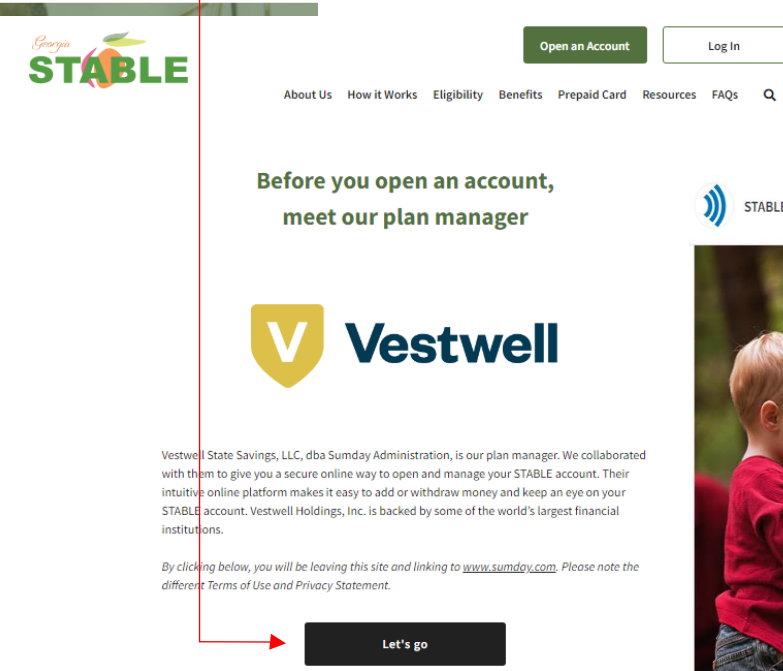 Georgia
STABLE
Open an Account
Log In
About Us How it Works Eligibility Benefits Prepaid Card Resources FAQs
Before you open an account,
meet our plan manager
STABLE
V Vestwell
Vestwell State Savings, LLC, dba Sumday Administration, is our plan manager. We collaborated
with them to give you a secure online way to open and manage your STABLE account. Their
intuitive online platform makes it easy to add or withdraw money and keep an eye on your
STABLE account. Vestwell Holdings, Inc. is backed by some of the world's largest financial
institutions.
By clicking below, you will be leaving this site and linking to www.sumday.com. Please note the
different Terms of Use and Privacy Statement.
Let's go